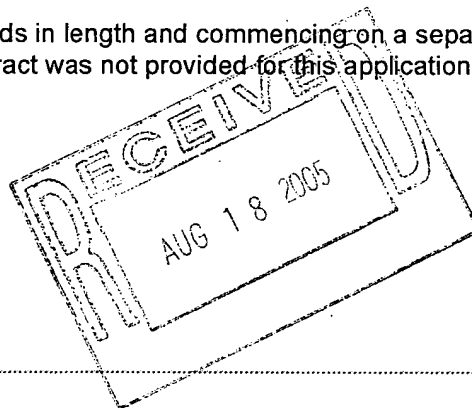 ds in length and commencing on a sepa
ract was not provided for this application
RECEIVED
AUG 18 2005